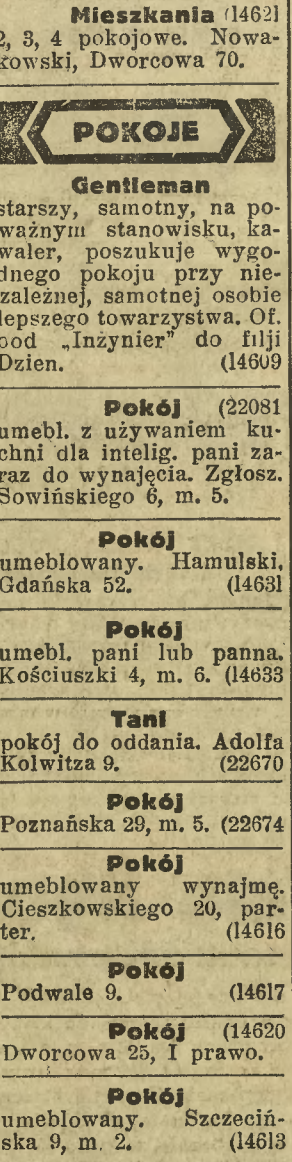 Mieszkania (14621
2, 3, 4 pokojowe. Nowa-
kowski, Dworcowa 70.
POKOJE
Gentleman
starszy, samotny, na po-
ważnym stanowisku, ka-
waler, poszukuje wygo-
dnego pokoju przy nie-
zależnej, samotnej osobie
lepszego towarzystwa. Of.
pod „Inżynier" do filji
Dzien. (14609
Pokój (22081
umebl. z używaniem ku-
chni dla intelig. pani za-
raz do wynajęcia. Zgłosz.
Sowińskiego 6, m. 5.
Pokój
umeblowany. Hamulski,
Gdańska 52. (14631
Pokój
umebl. pani lub panna.
Kościuszki 4, m. 6. (14633
Tani
pokój do oddania. Adolfa
Kolwitza 9. (22670
Pokój
Poznańska 29, m. 5. (22674
Pokój
umeblowany wynajmę.
Cieszkowskiego 20, par-
ter. (14616
Pokój
Podwale 9. (14617
Pokój (14620
Dworcowa 25, I prawo.
Pokój
umeblowany. Szczeciń-
ska 9, m. 2. (14613